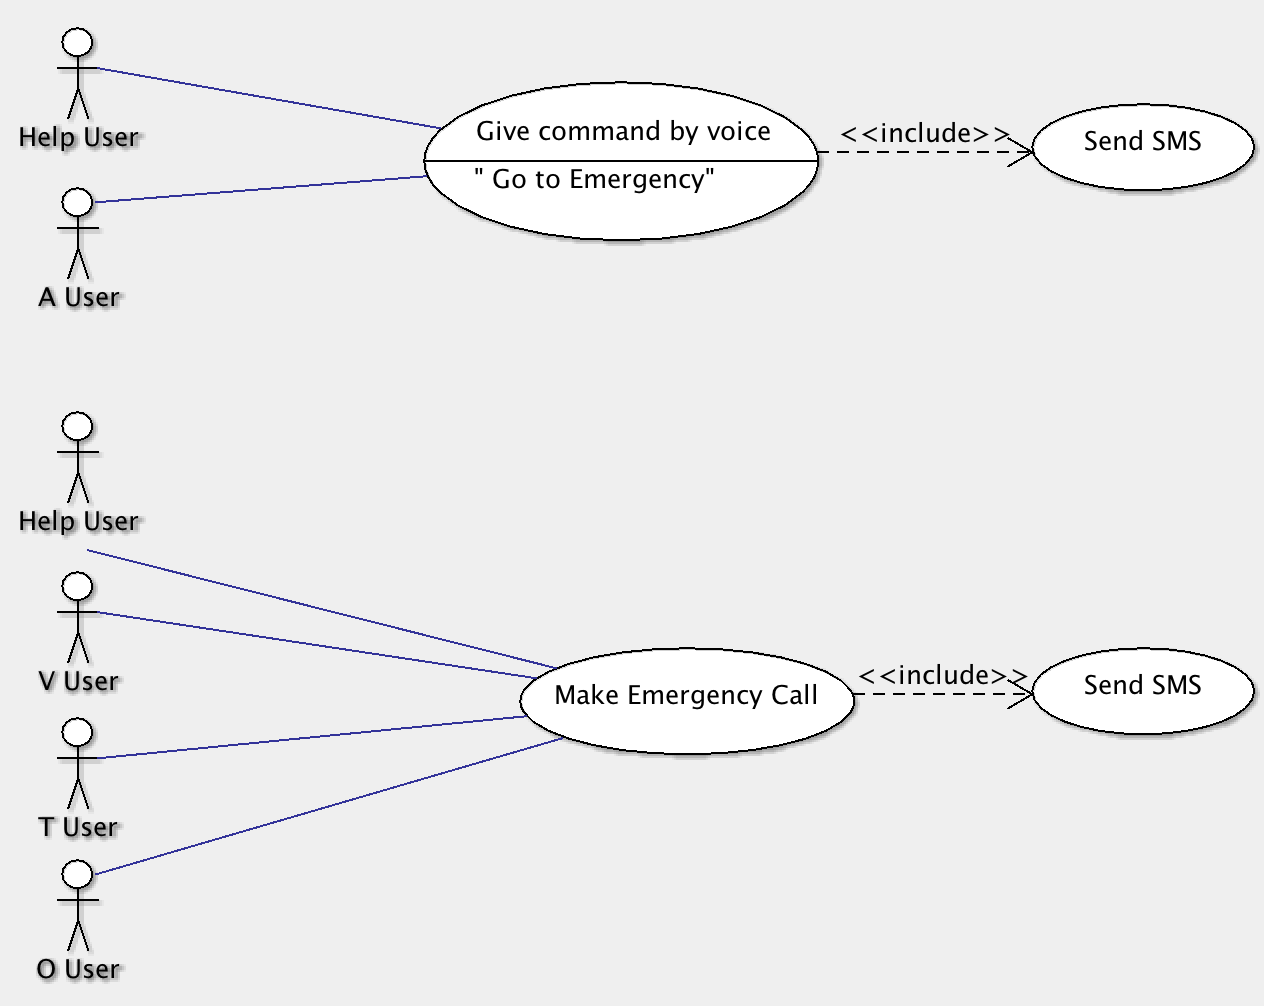 Help User
Give command by voice
<<include>>
Send SMS
" Go to Emergency"
A User
Help User
V User
Make Emergency Call
<<include>>
Send SMS
T User
O User